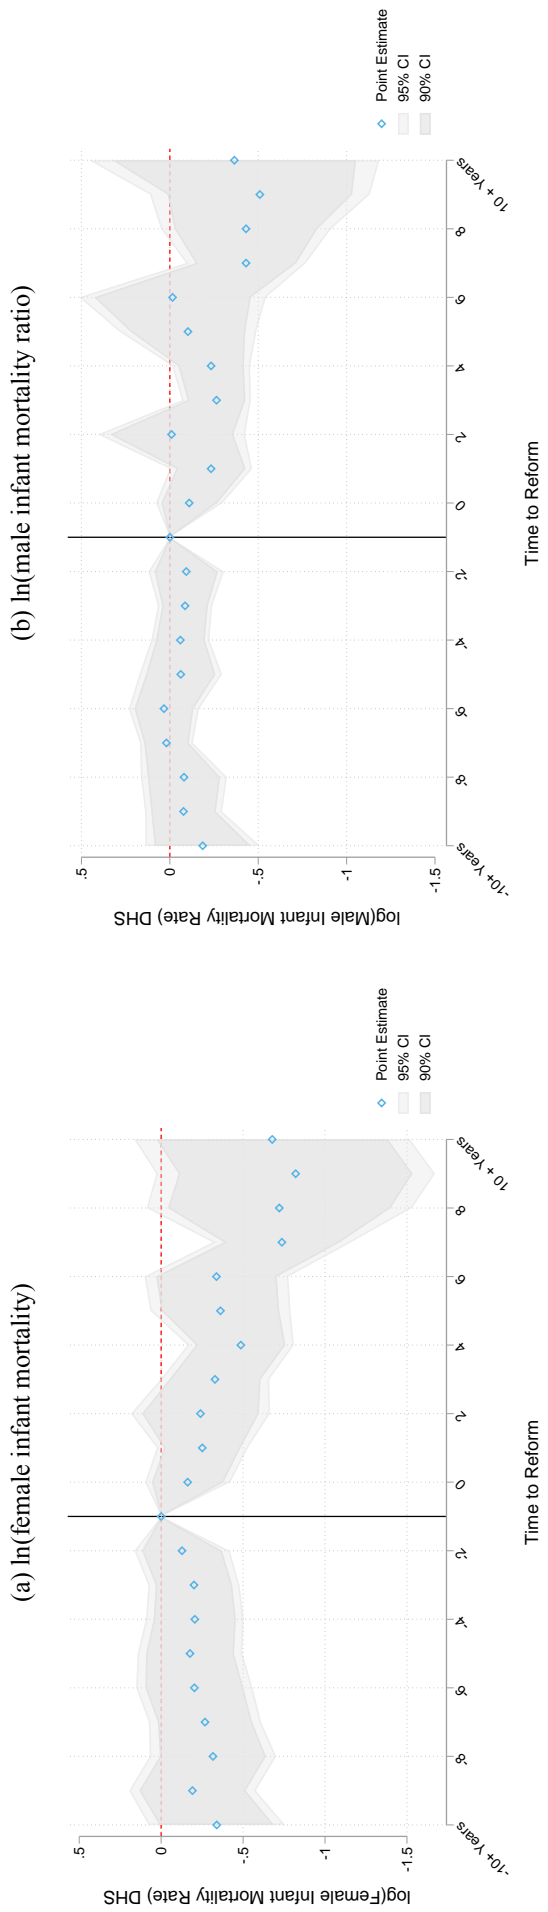 (a) ln(female infant mortality)
log(Female Infant Mortality Rate) DHS
.5
0
-.5
-1
-1.5
-10+ Years
-8
-6
-4
-2
0
2
4
6
8
10 + Years
Time to Reform
Point Estimate
95% CI
90% CI
(b) ln(male infant mortality ratio)
log(Male Infant Mortality Rate) DHS
.5
0
-.5
-1
-1.5
-10+ Years
-8
-6
-4
-2
0
2
4
6
8
10 + Years
Time to Reform
Point Estimate
95% CI
90% CI